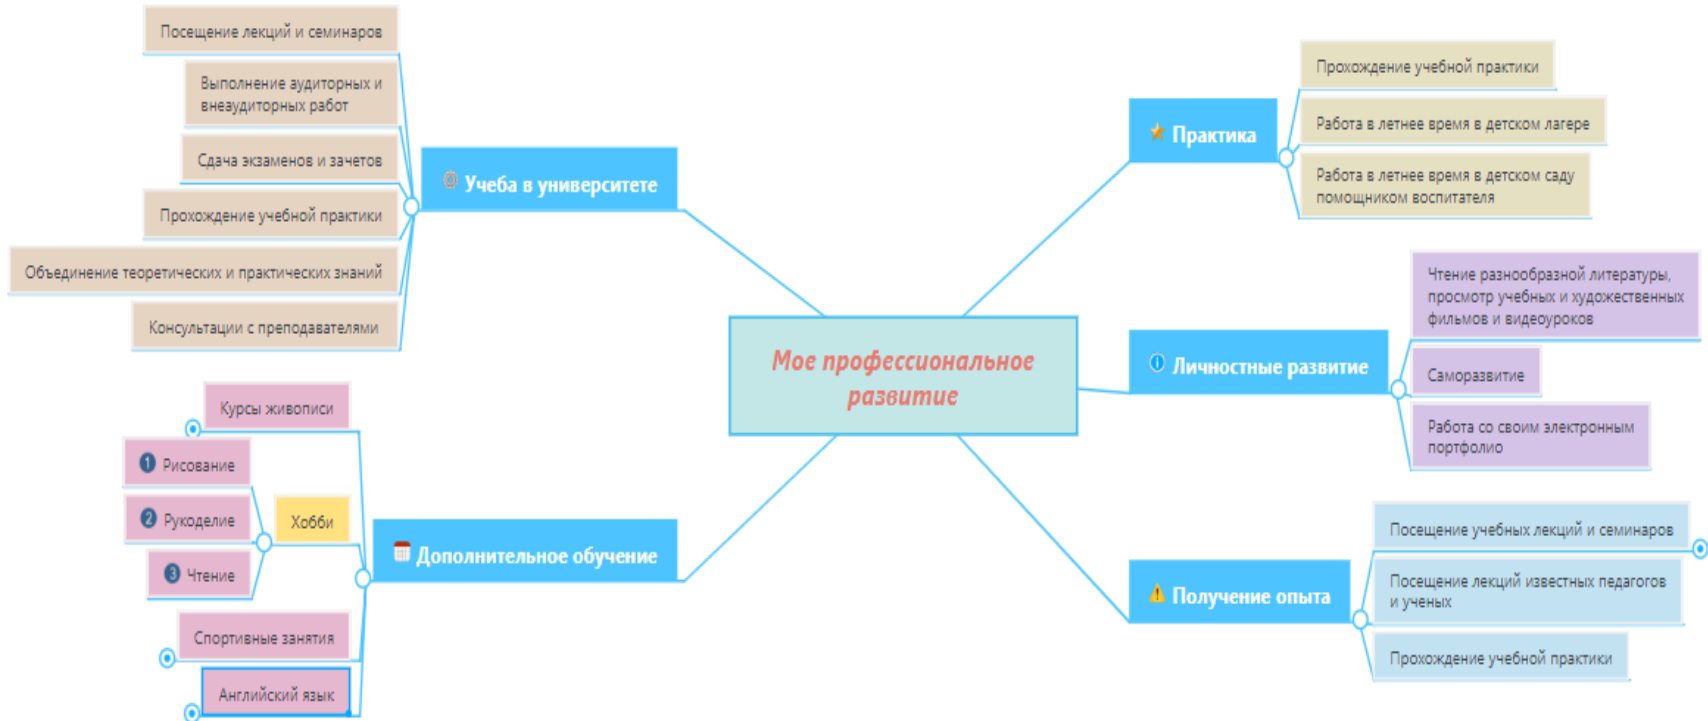 Посещение лекций и семинаров
Выполнение аудиторных и
внеаудиторных работ
Сдача экзаменов и зачетов
Прохождение учебной практики
Объединение теоретических и практических знаний
Консультации с преподавателями
Учеба в университете
Курсы живописи
1 Рисование
2 Рукоделие
3 Чтение
Хобби
Спортивные занятия
Английский язык
Дополнительное обучение
Мое профессиональное
развитие
Практика
Прохождение учебной практики
Работа в летнее время в детском лагере
Работа в летнее время в детском саду
помощником воспитателя
Личностные развитие
Чтение разнообразной литературы,
просмотр учебных и художественных
фильмов и видеоуроков
Саморазвитие
Работа со своим электронным
портфолио
Получение опыта
Посещение учебных лекций и семинаров
Посещение лекций известных педагогов
и ученых
Прохождение учебной практики